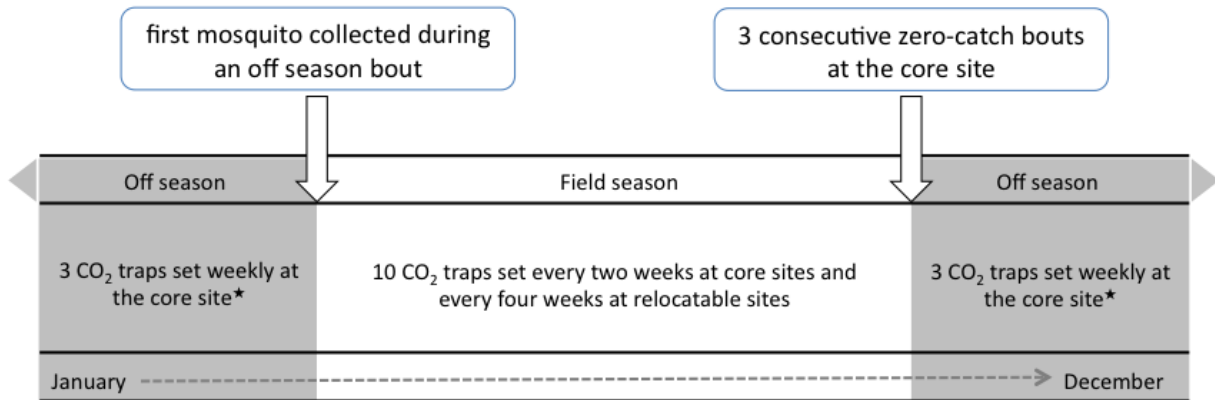 first mosquito collected during
an off season bout
3 consecutive zero-catch bouts
at the core site
Off season
Field season
Off season
3 CO₂ traps set weekly at
the core site★
10 CO₂ traps set every two weeks at core sites and
every four weeks at relocatable sites
3 CO₂ traps set weekly at
the core site★
January
December